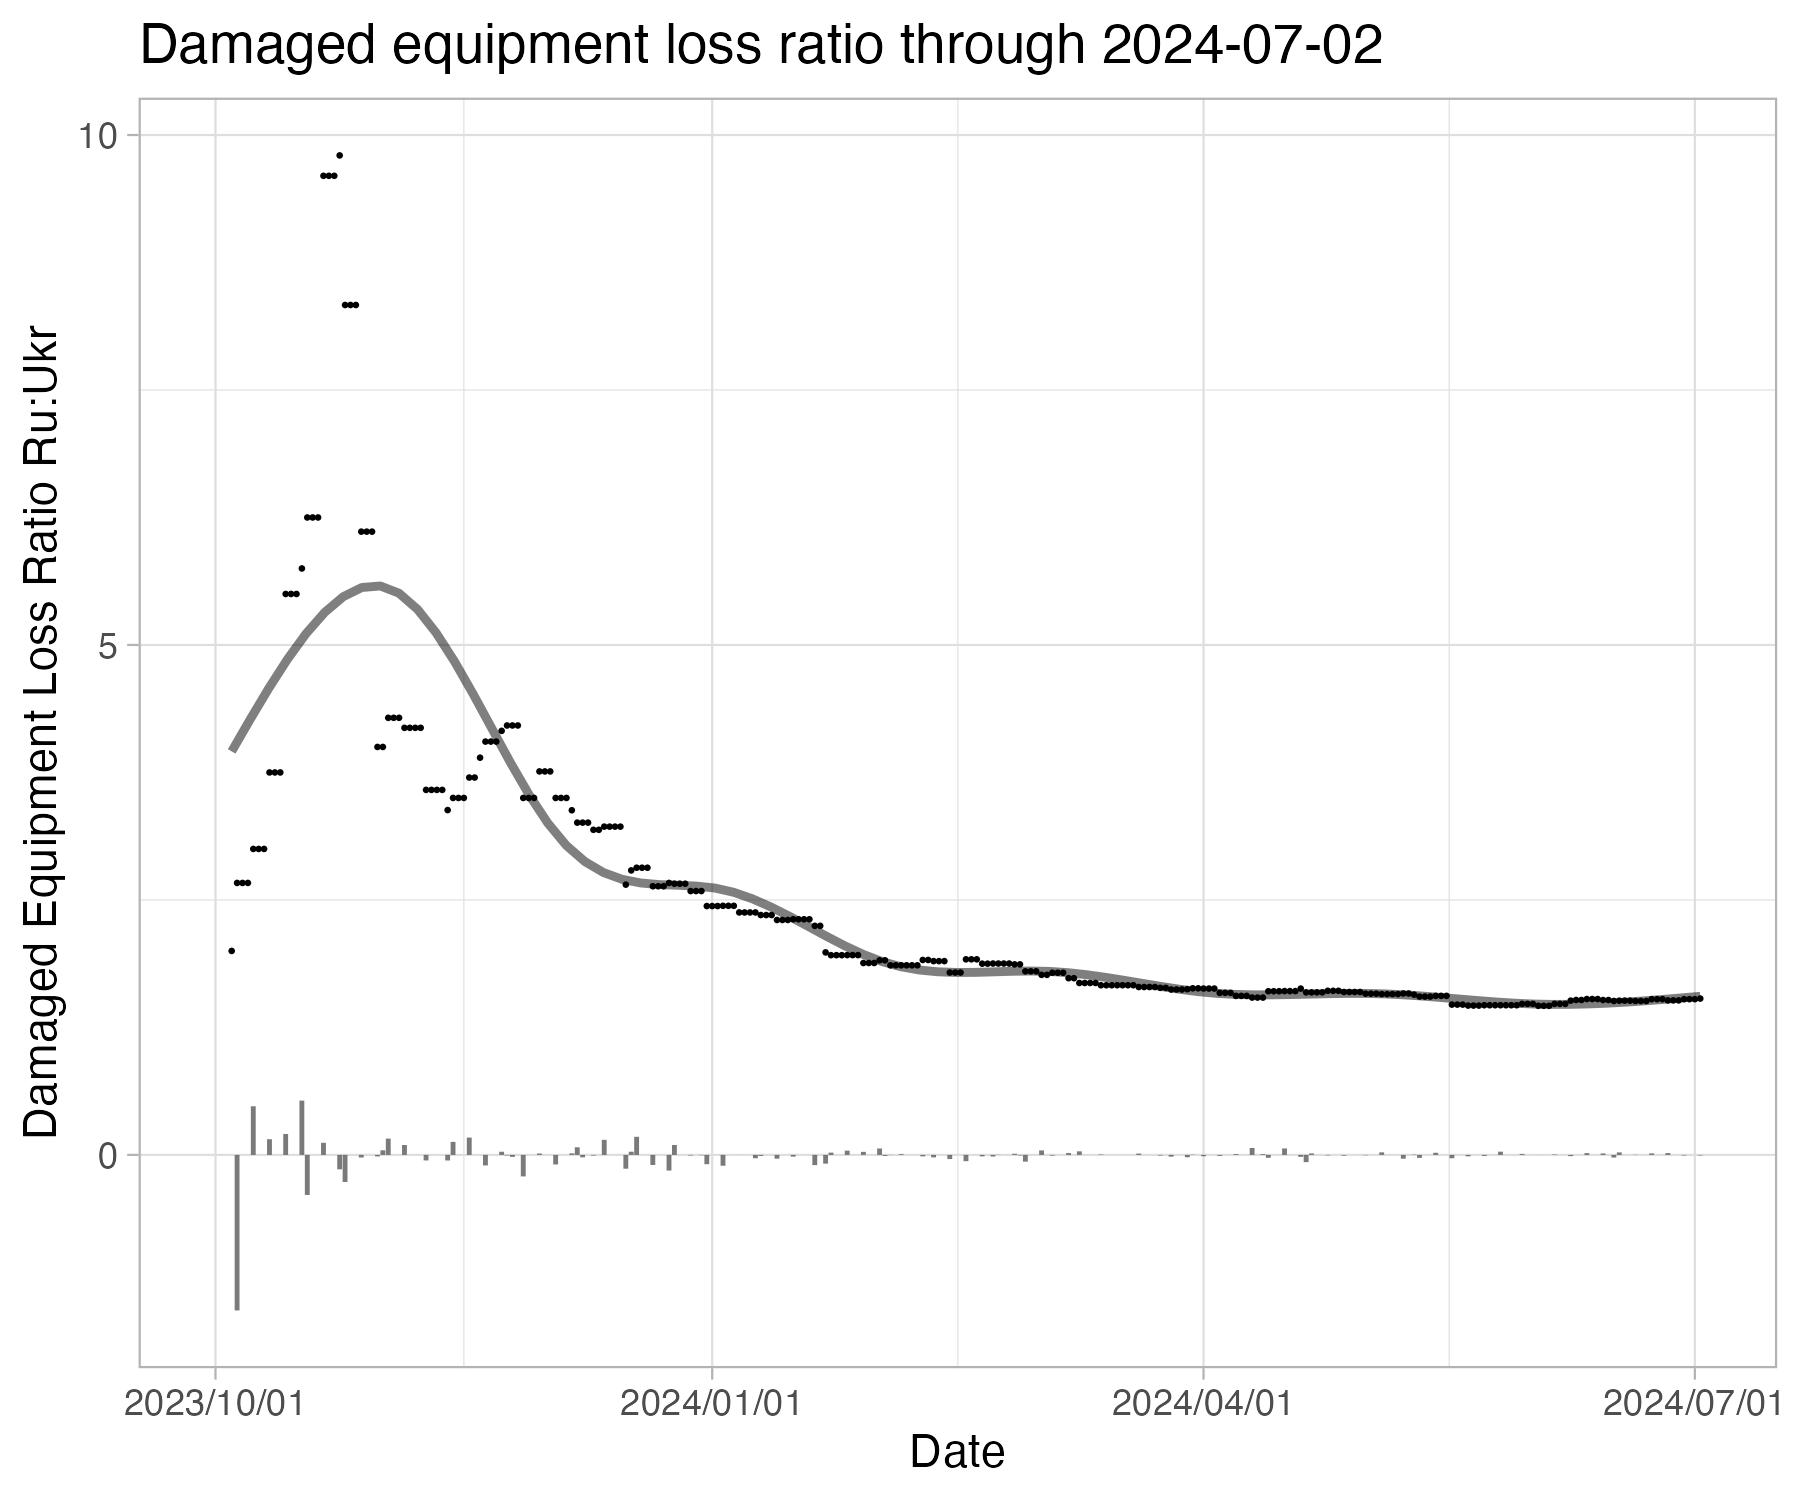 Damaged equipment loss ratio through 2024-07-02
Damaged Equipment Loss Ratio Ru:Ukr
10
5
0
2023/10/01
2024/01/01
2024/04/01
2024/07/01
Date